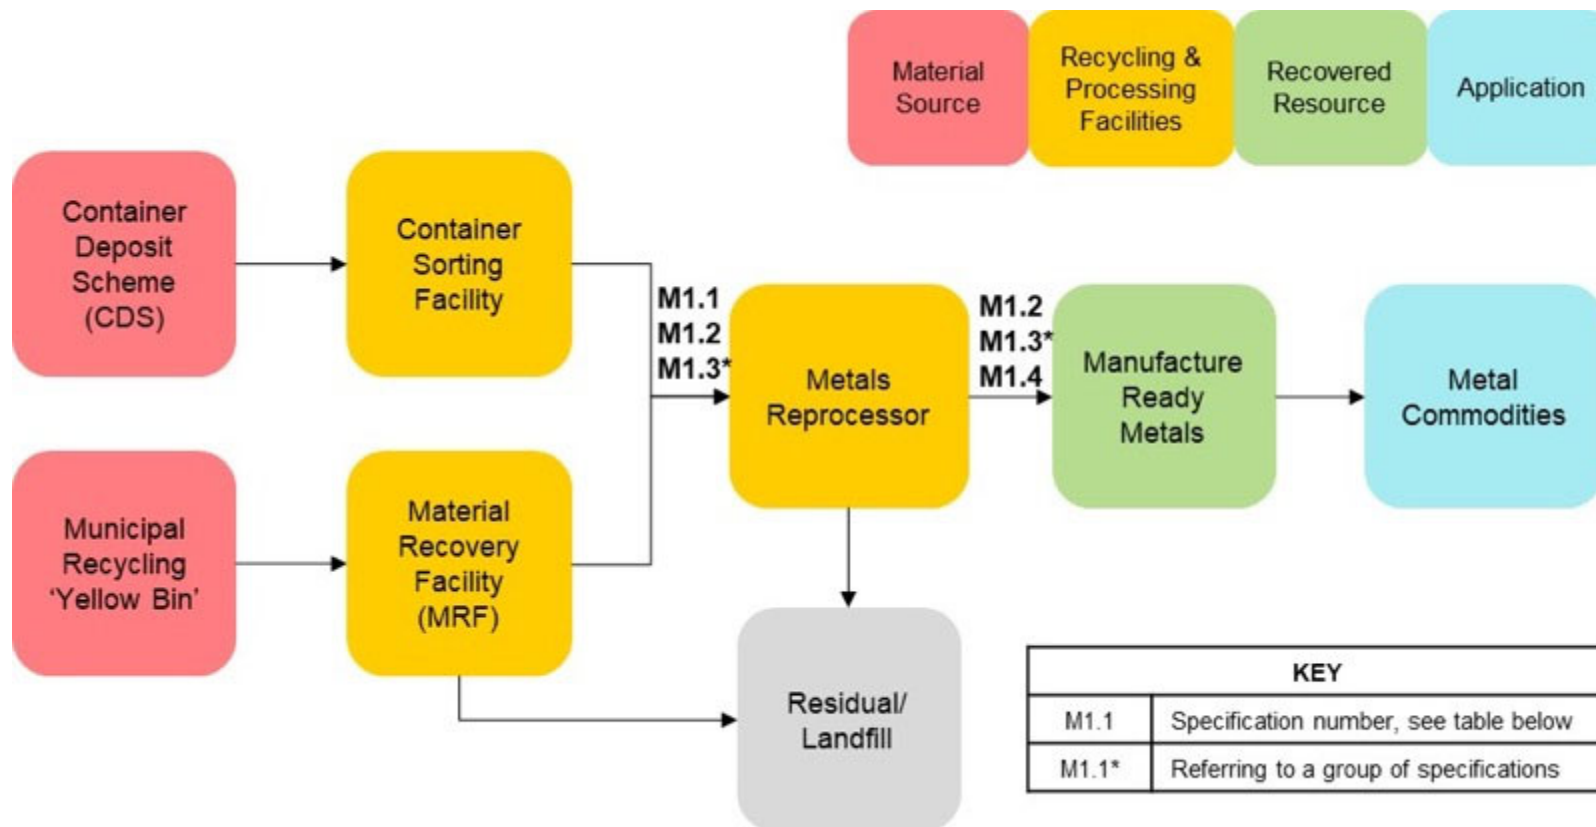 Material
Source
Recycling &
Processing
Facilities
Recovered
Resource
Application
Container
Deposit
Scheme
(CDS)
Container
Sorting
Facility
M1.1
M1.2
M1.3*
Metals
Reprocessor
M1.2
M1.3*
M1.4
Manufacture
Ready
Metals
Metal
Commodities
Municipal
Recycling
‘Yellow Bin’
Material
Recovery
Facility
(MRF)
Residual/
Landfill
KEY
M1.1 Specification number, see table below
M1.1* Referring to a group of specifications